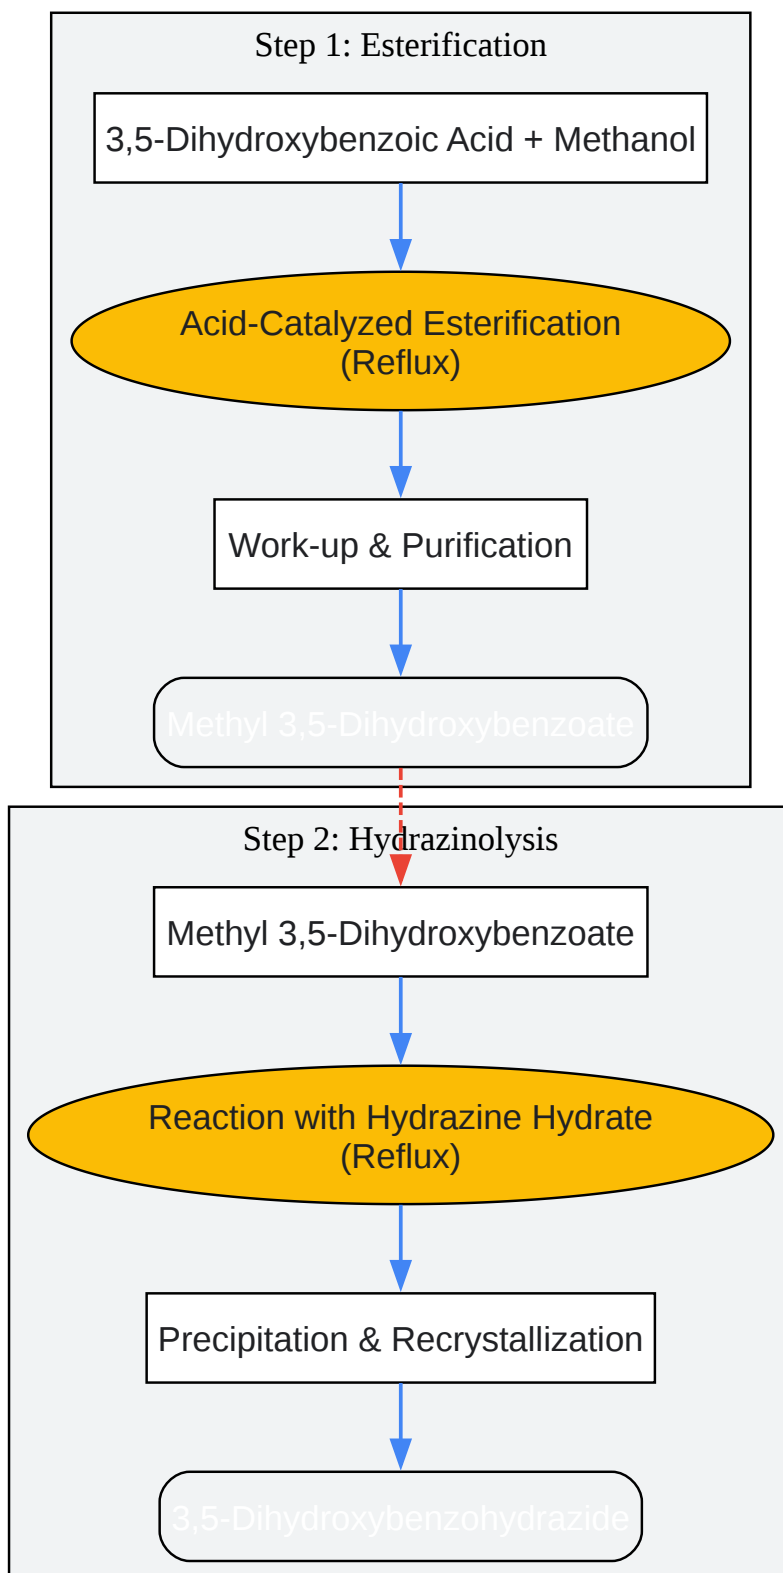 Step 1: Esterification
3,5-Dihydroxybenzoic Acid + Methanol
Acid-Catalyzed Esterification
(Reflux)
Work-up & Purification
Methyl 3,5-Dihydroxybenzoate
Step 2: Hydrazinolysis
Methyl 3,5-Dihydroxybenzoate
Reaction with Hydrazine Hydrate
(Reflux)
Precipitation & Recrystallization
3,5-Dihydroxybenzohydrazide